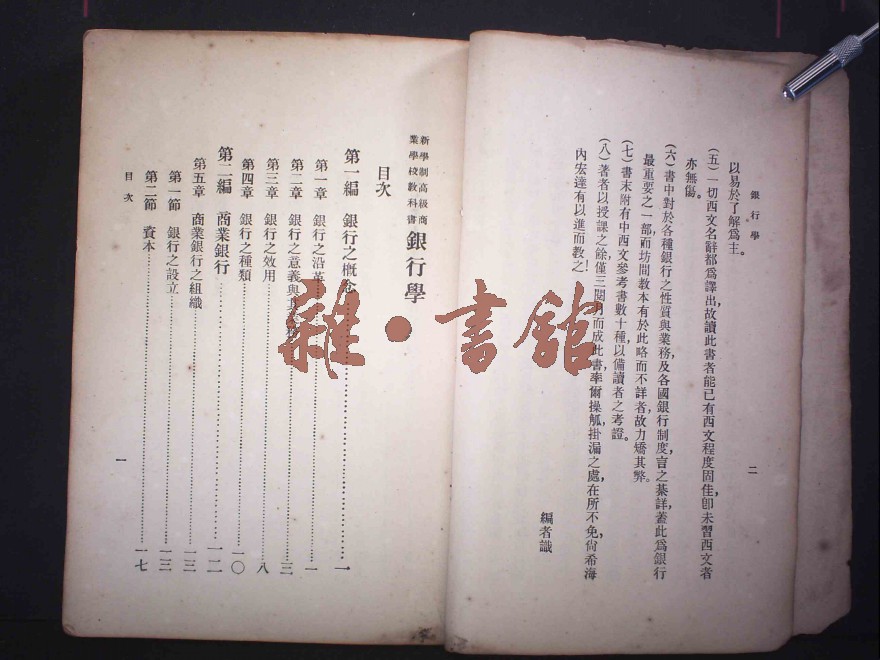 銀行學
二
以易於了解爲主。
(五)一切西文名辭都爲譯出,故讀此書者能已有西文程度固佳,卽未習西文者
亦無傷。
(六)書中對於各種銀行之性質與業務,及各國銀行制度,言之綦詳,蓋此爲銀行
最重要之一部,而坊間敎本有於此略而不詳者,故力矯其弊。
(七)書末附有中西文參考書數十種,以備讀者之考證。
(八)著者以授課之餘,僅三閱月而成此書,率爾操觚,掛漏之處,在所不免,尙希海
內宏達有以進而敎之!
編者識
新學制高級商
業學校敎科書
銀行學
目次
第一編 銀行之槪念……一
第一章 銀行之沿革……一
第二章 銀行之意義與其……三
第三章 銀行之效用……八
第四章 銀行之種類……一〇
第二編 商業銀行……一二
第五章 商業銀行之組織……一三
第一節 銀行之設立……一三
第二節 資本……一七
目次
一
雜·書館